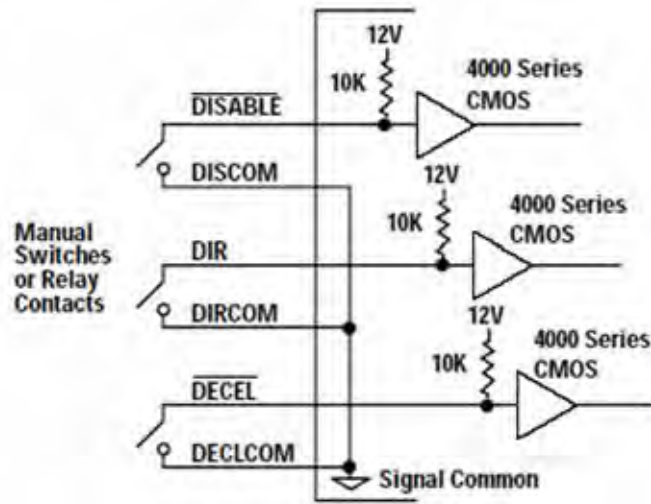 12V
10K
4000 Series
CMOS
DISABLE
DISCOM
12V
10K
4000 Series
CMOS
Manual
Switches
or Relay
Contacts
DIR
DIRCOM
12V
10K
4000 Series
CMOS
DECEL
DECLCOM
Signal Common